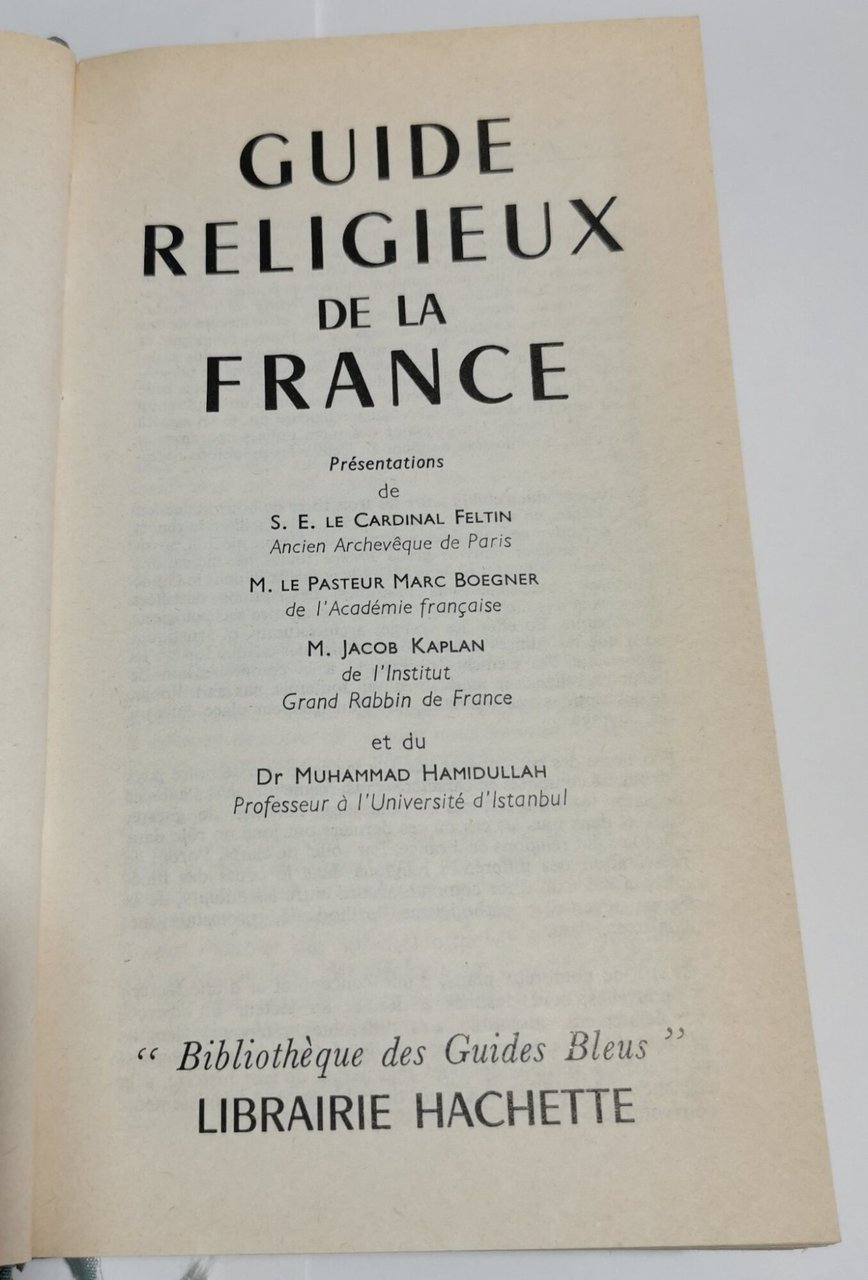 GUIDE
RELIGIEUX
DE LA
FRANCE
Présentations
de
S. E. LE CARDINAL FELTIN
Ancien Archevêque de Paris
M. LE PASTEUR MARC BOEGNER
de l'Académie française
M. JACOB KAPLAN
de l'Institut
Grand Rabbin de France
et du
Dr MUHAMMAD HAMIDULLAH
Professeur à l'Université d'Istanbul
“ Bibliothèque des Guides Bleus ”
LIBRAIRIE HACHETTE